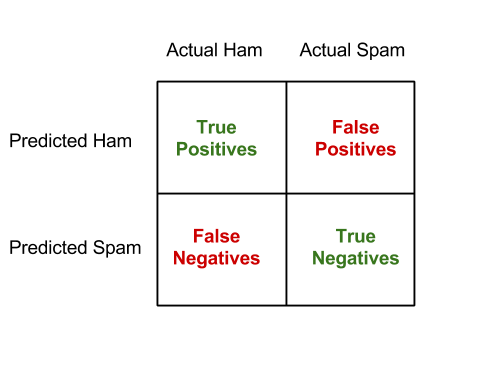 Actual Ham
Actual Spam
Predicted Ham
True
Positives
False
Positives
Predicted Spam
False
Negatives
True
Negatives